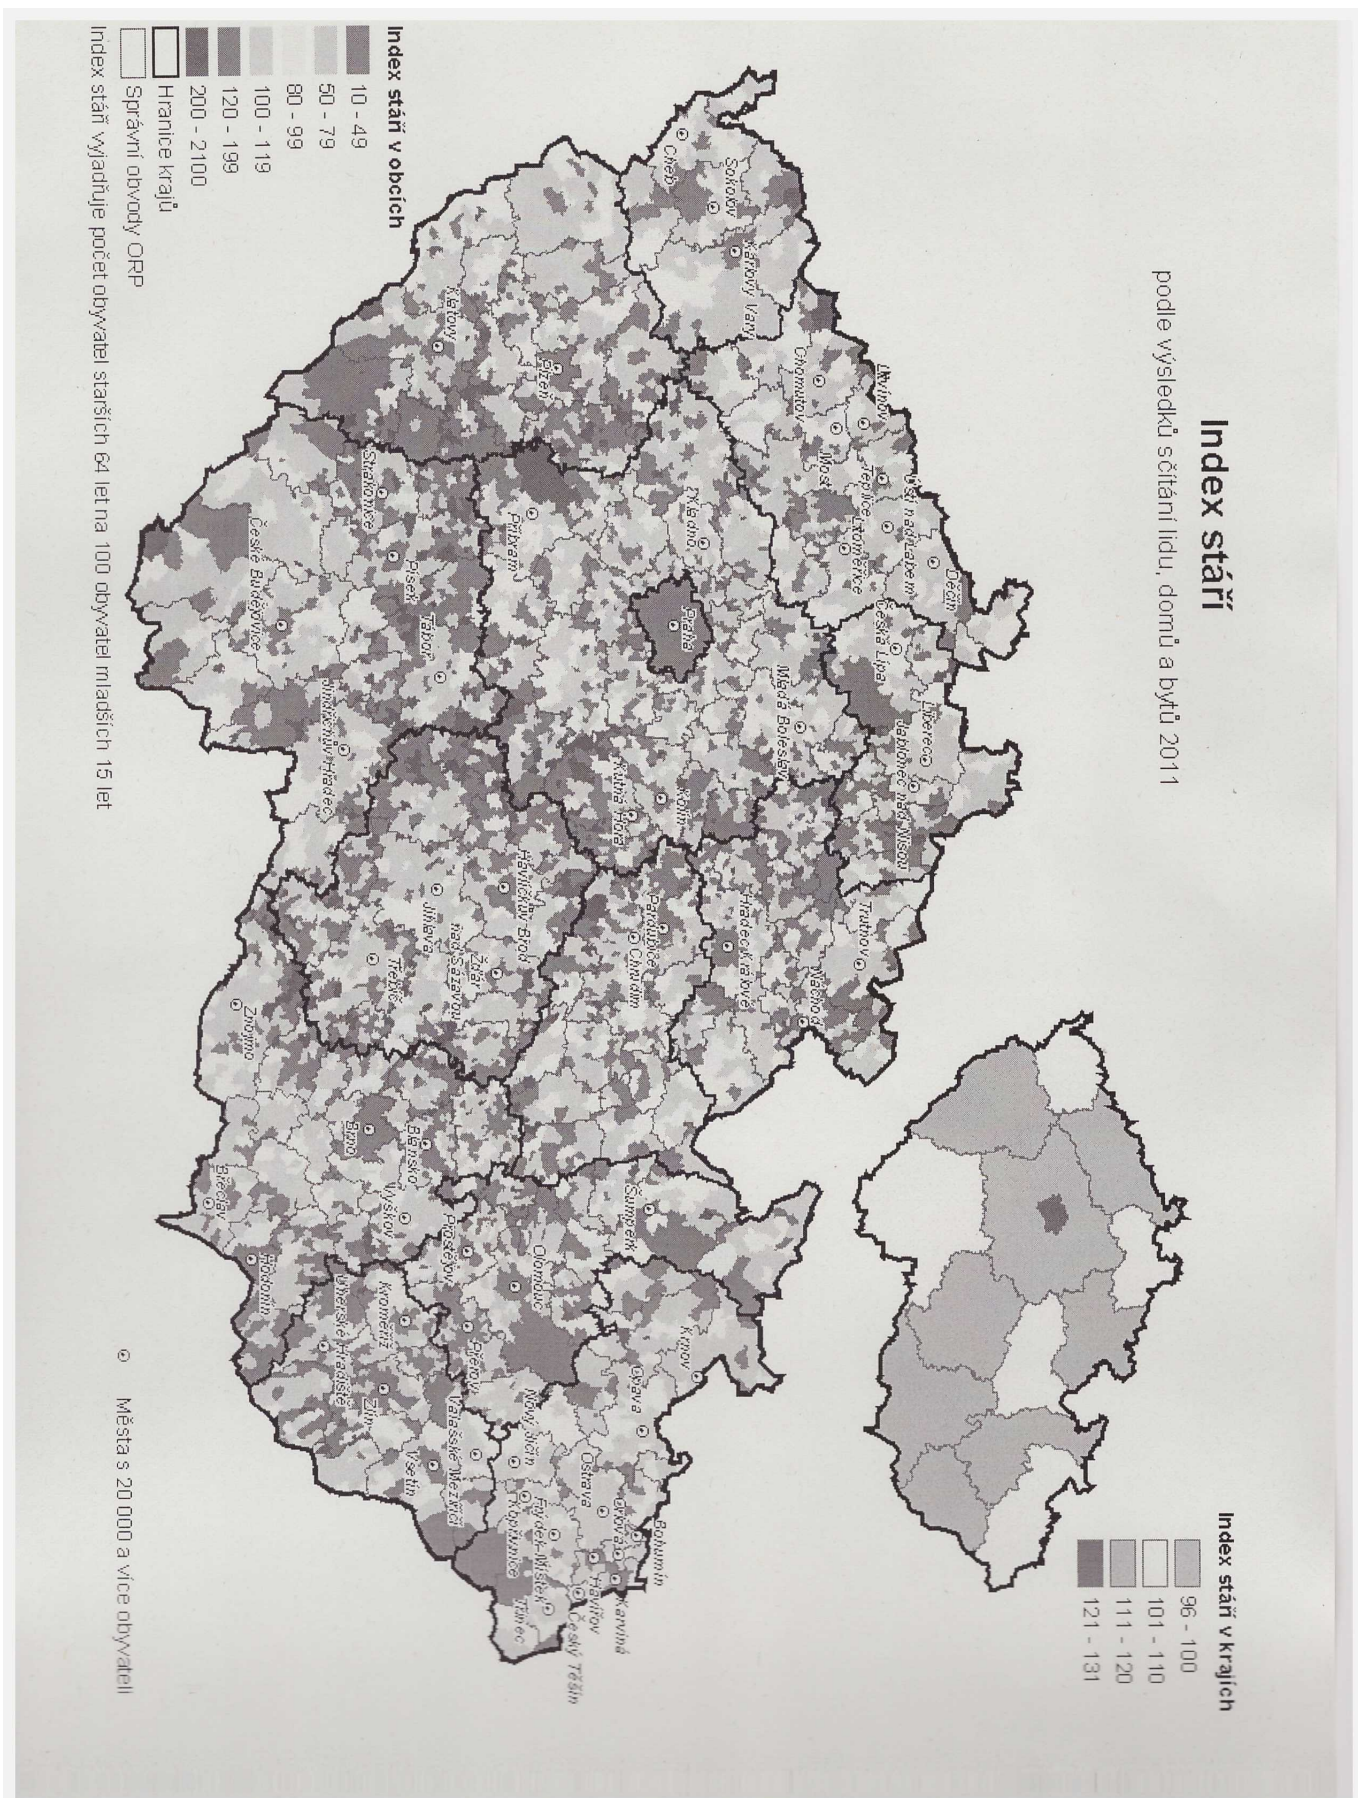 Index stáří
podle výsledků sčítání lidu, domů a bytů 2011
Index stáří v krajích
96 - 100
101 - 110
111 - 120
121 - 131
Děčín
Ústí nad Labem
Teplice
Litvínov
Most
Litoměřice
Chomutov
Česká Lípa
Liberec
Jablonec nad Nisou
Trutnov
Náchod
Sokolov
Karlovy Vary
Cheb
Kladno
Praha
Mladá Boleslav
Kolín
Kutná Hora
Hradec Králové
Pardubice
Chrudim
Šumperk
Krnov
Opava
Ostrava
Orlová
Bohumín
Karviná
Havířov
Český Těšín
Třinec
Frýdek-Místek
Kopřivnice
Nový Jičín
Plzeň
Příbram
Klatovy
Strakonice
Písek
Tábor
České Budějovice
Jindřichův Hradec
Havlíčkův Brod
Jihlava
Žďár
nad Sázavou
Třebíč
Znojmo
Brno
Blansko
Vyškov
Prostějov
Olomouc
Přerov
Valašské Meziříčí
Vsetín
Zlín
Kroměříž
Uherské Hradiště
Hodonín
Břeclav
Index stáří v obcích
10 - 49
50 - 79
80 - 99
100 - 119
120 - 199
200 - 2100
Hranice krajů
Správní obvody ORP
Města s 20 000 a více obyvateli
Index stáří vyjadřuje počet obyvatel starších 64 let na 100 obyvatel mladších 15 let